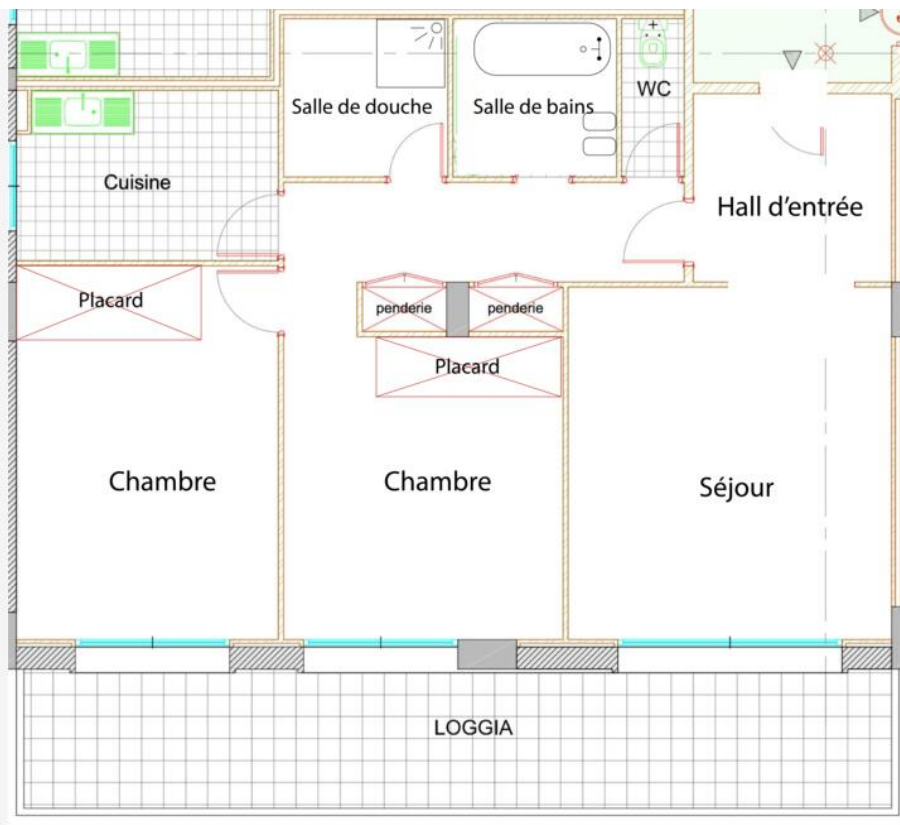 Salle de douche
Salle de bains
WC
Cuisine
Hall d'entrée
Placard
penderie
penderie
Placard
Chambre
Chambre
Séjour
LOGGIA